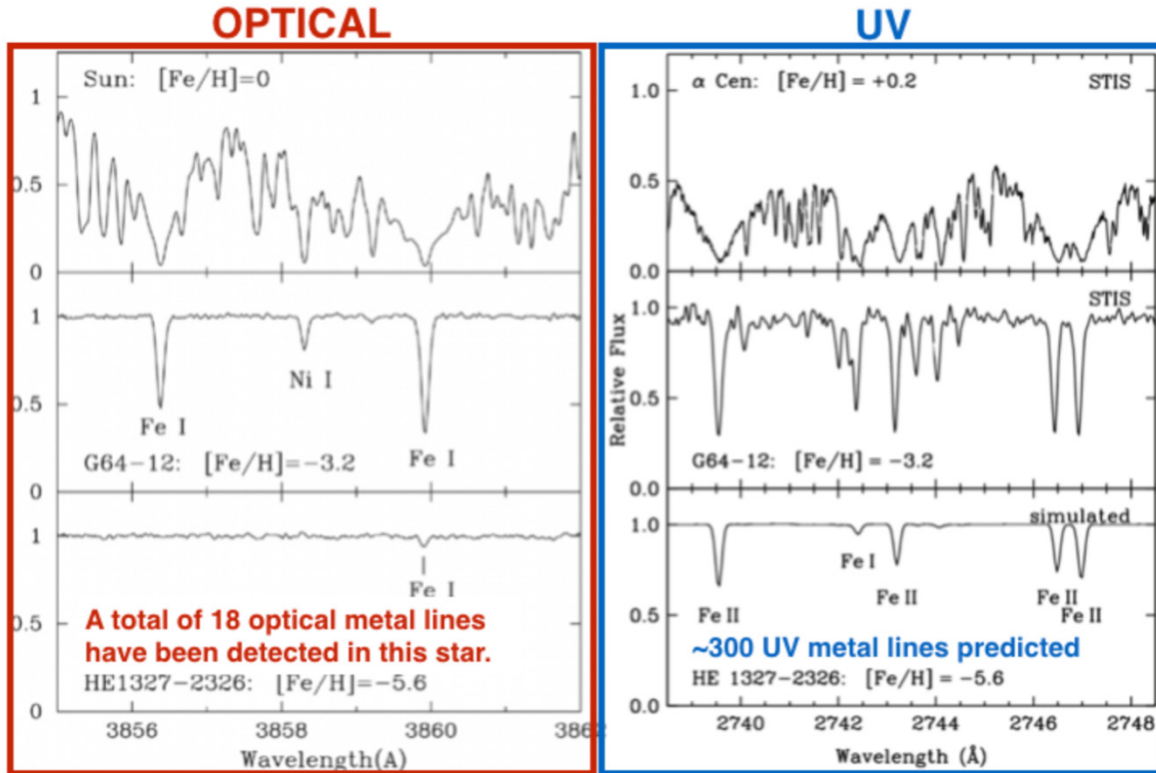 OPTICAL
Sun: [Fe/H]=0
1
0.5
0
1
Ni I
Fe I
Fe I
0.5
G64-12: [Fe/H]=-3.2
0
1
Fe I
A total of 18 optical metal lines
0.5
have been detected in this star.
HE1327-2326: [Fe/H]=-5.6
0
3856 3858 3860 3862
Wavelength(A)
UV
α Cen: [Fe/H] = +0.2 STIS
1.0
0.5
0.0
STIS
1.0
Relative Flux
0.5
G64-12: [Fe/H] = -3.2
0.0
simulated
1.0
Fe I
Fe II Fe II Fe II
Fe II
0.5
~300 UV metal lines predicted
HE 1327-2326: [Fe/H] = -5.6
0.0
2740 2742 2744 2746 2748
Wavelength (Å)